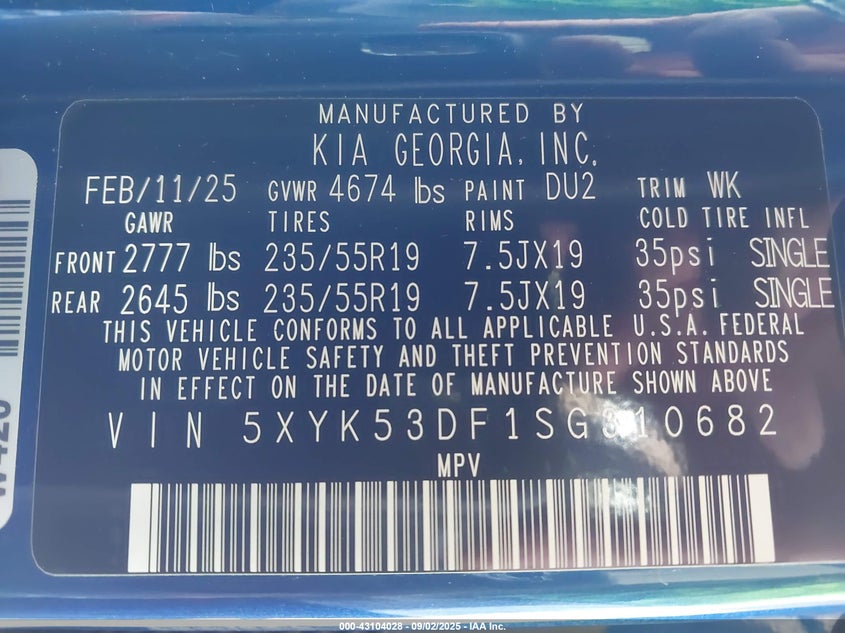 MANUFACTURED BY
KIA GEORGIA, INC.
FEB/11/25 GVWR 4674 lbs PAINT DU2 TRIM WK
GAWR TIRES RIMS COLD TIRE INFL
FRONT 2777 lbs 235/55R19 7.5JX19 35psi SINGLE
REAR 2645 lbs 235/55R19 7.5JX19 35psi SINGLE
THIS VEHICLE CONFORMS TO ALL APPLICABLE U.S.A. FEDERAL
MOTOR VEHICLE SAFETY AND THEFT PREVENTION STANDARDS
IN EFFECT ON THE DATE OF MANUFACTURE SHOWN ABOVE
VIN 5XYK53DF1SG310682
MPV
000-43104028 - 09/02/2025 - IAA Inc.